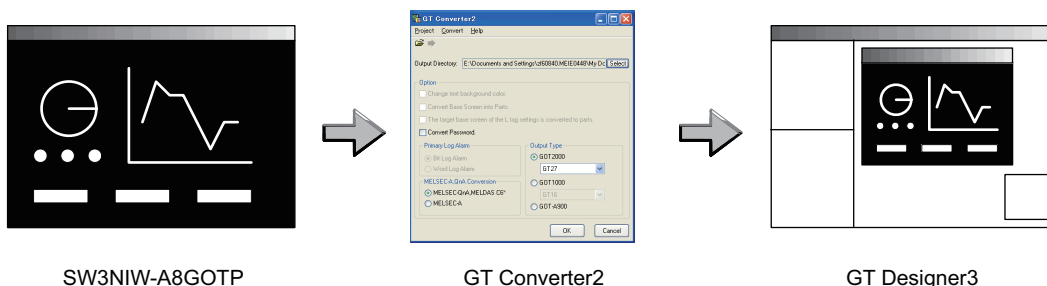 GT Converter2
Project Convert Help
Output Directory: E:\Documents and Settings\zl60840.MEIE0448\My Dc Select
Option
Change text background color.
Convert Base Screen into Parts.
The target base screen of the L tag settings is converted to parts.
Convert Password.
Primary Log Alarm
Bit Log Alarm
Word Log Alarm
MELSEC-A,QnA Conversion
MELSEC-QnA,MELDAS C6*
MELSEC-A
Output Type
GOT2000
GT27
GOT1000
GT16
GOT-A900
OK Cancel
SW3NIW-A8GOTP GT Converter2 GT Designer3